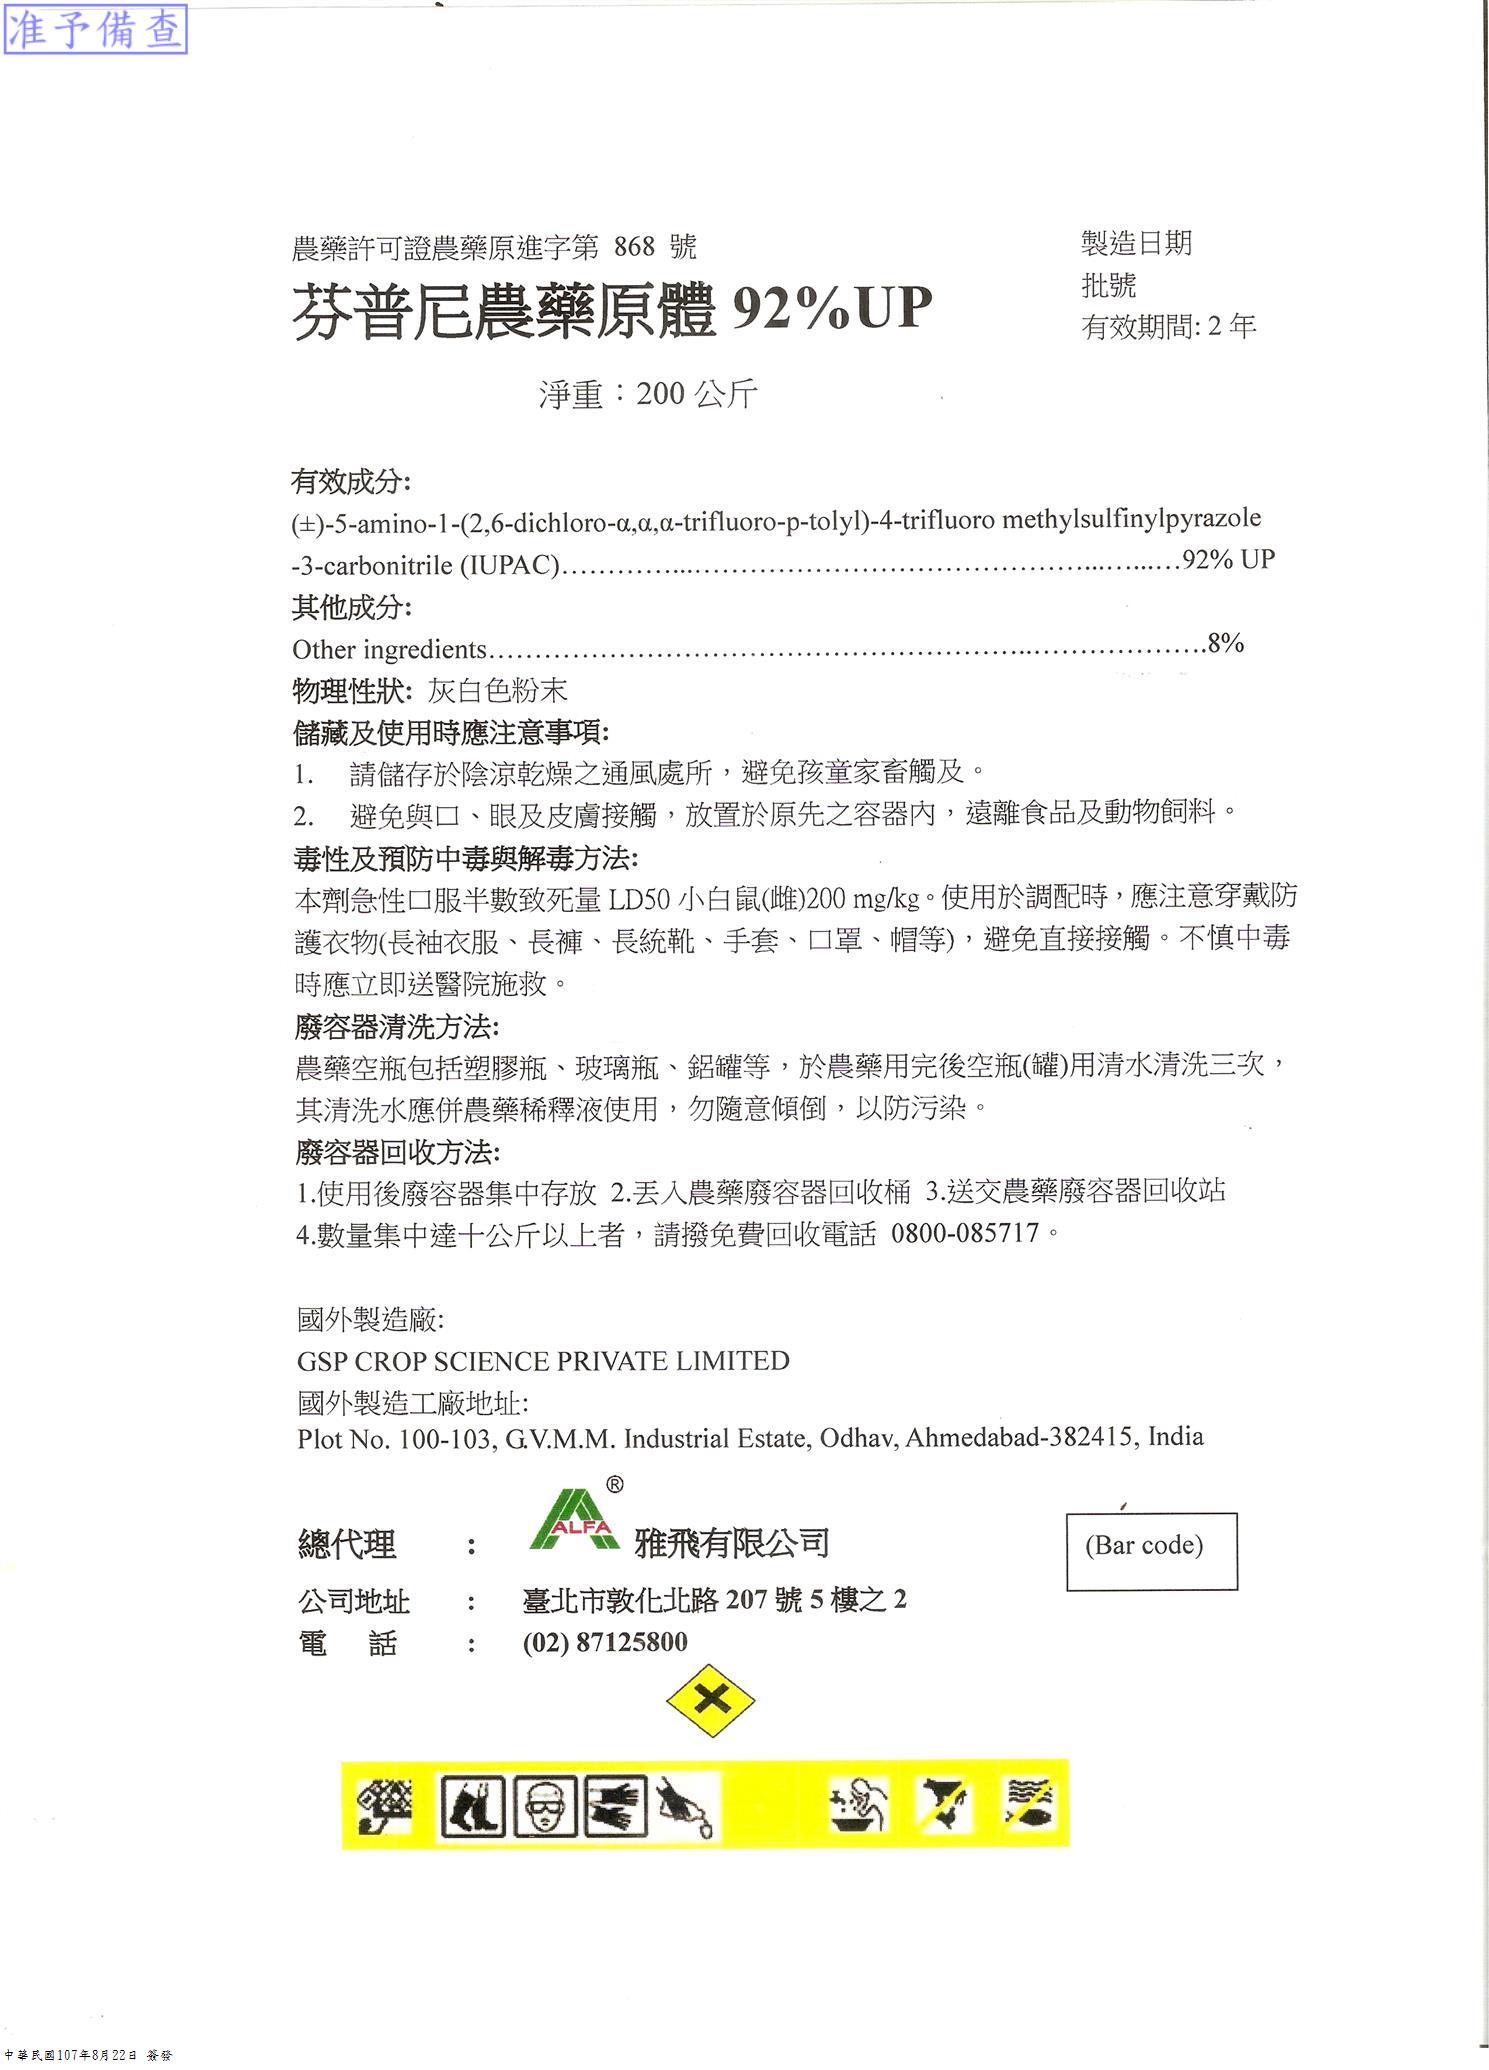 准予備查
農藥許可證農藥原進字第 868 號
製造日期
芬普尼農藥原體 92%UP
批號
有效期間: 2 年
淨重：200 公斤
有效成分:
(±)-5-amino-1-(2,6-dichloro-α,α,α-trifluoro-p-tolyl)-4-trifluoro methylsulfinylpyrazole
-3-carbonitrile (IUPAC)…………...……………………………………...…...…92% UP
其他成分:
Other ingredients…………………………………………………..……………….8%
物理性狀: 灰白色粉末
儲藏及使用時應注意事項:
1. 請儲存於陰涼乾燥之通風處所，避免孩童家畜觸及。
2. 避免與口、眼及皮膚接觸，放置於原先之容器內，遠離食品及動物飼料。
毒性及預防中毒與解毒方法:
本劑急性口服半數致死量 LD50 小白鼠(雌)200 mg/kg。使用於調配時，應注意穿戴防
護衣物(長袖衣服、長褲、長統靴、手套、口罩、帽等)，避免直接接觸。不慎中毒
時應立即送醫院施救。
廢容器清洗方法:
農藥空瓶包括塑膠瓶、玻璃瓶、鋁罐等，於農藥用完後空瓶(罐)用清水清洗三次，
其清洗水應併農藥稀釋液使用，勿隨意傾倒，以防污染。
廢容器回收方法:
1.使用後廢容器集中存放 2.丟入農藥廢容器回收桶 3.送交農藥廢容器回收站
4.數量集中達十公斤以上者，請撥免費回收電話 0800-085717。
國外製造廠:
GSP CROP SCIENCE PRIVATE LIMITED
國外製造工廠地址:
Plot No. 100-103, G.V.M.M. Industrial Estate, Odhav, Ahmedabad-382415, India
總代理 : ALFA® 雅飛有限公司
(Bar code)
公司地址 : 臺北市敦化北路 207 號 5 樓之 2
電 話 : (02) 87125800
中華民國107年8月22日 簽發